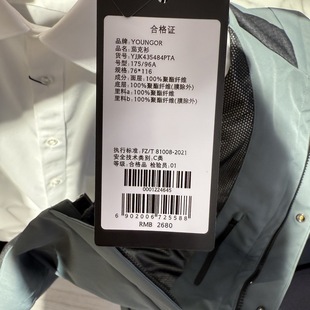 合格证
品牌:YOUNGOR
品名:茄克衫
货号:YJJK435484PTA
号型:175/96A
规格:76*116
成分:面层:100%聚酯纤维
底层:100%聚酯纤维(膜除外)
里料a:100%聚酯纤维
里料b:100%聚酯纤维(膜除外)
执行标准:FZ/T 81008-2021
安全技术类别:C类
等级:合格品 检验员:01
0001224645
6 902006 725588
RMB 2680